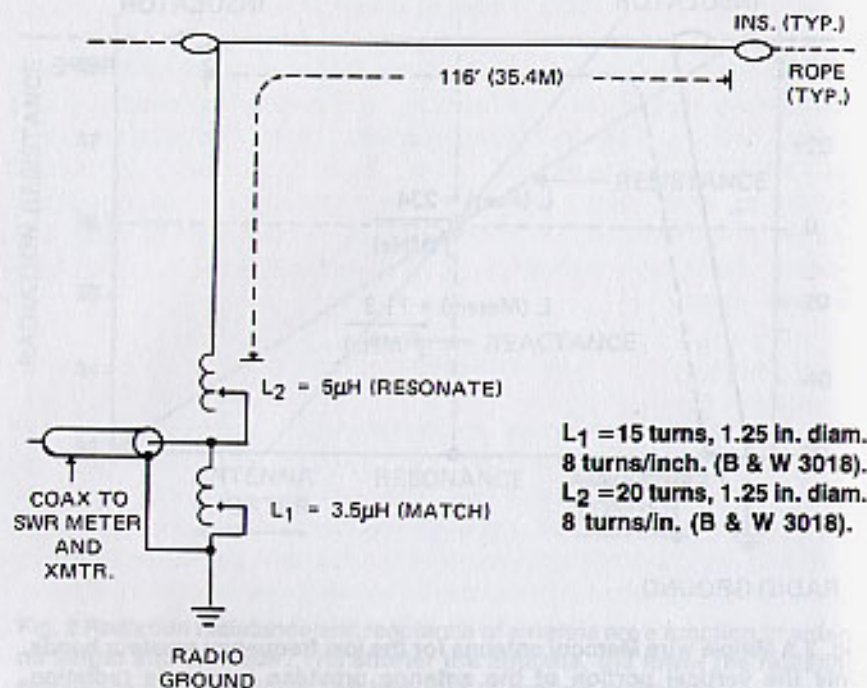 INS. (TYP.)
ROPE
(TYP.)
116' (35.4M)
L2 = 5µH (RESONATE)
L1 = 15 turns, 1.25 in. diam.
8 turns/inch. (B & W 3018).
L2 = 20 turns, 1.25 in. diam.
8 turns/in. (B & W 3018).
COAX TO
SWR METER
AND
XMTR.
L1 = 3.5µH (MATCH)
RADIO
GROUND